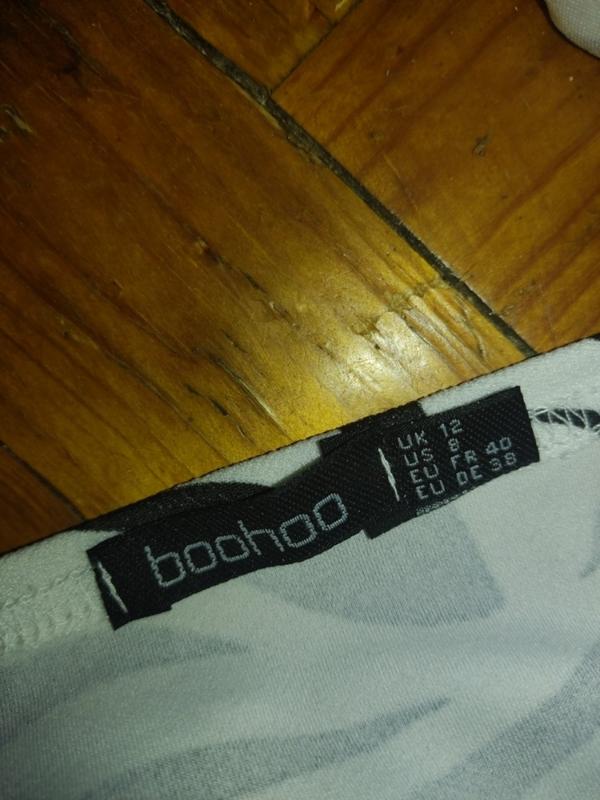 boohoo
UK 12
US 8
EU FR 40
EU DE 38